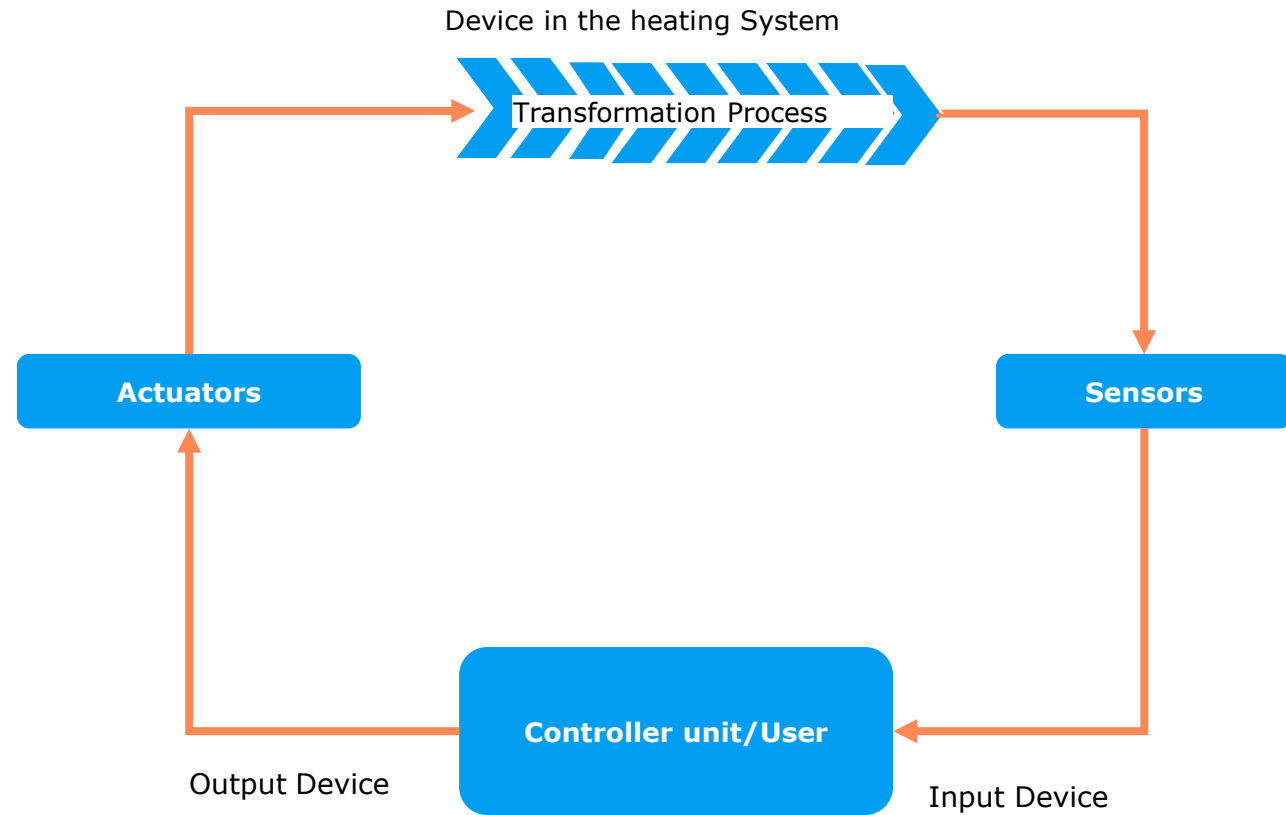 Device in the heating System
Transformation Process
Actuators
Sensors
Controller unit/User
Output Device
Input Device